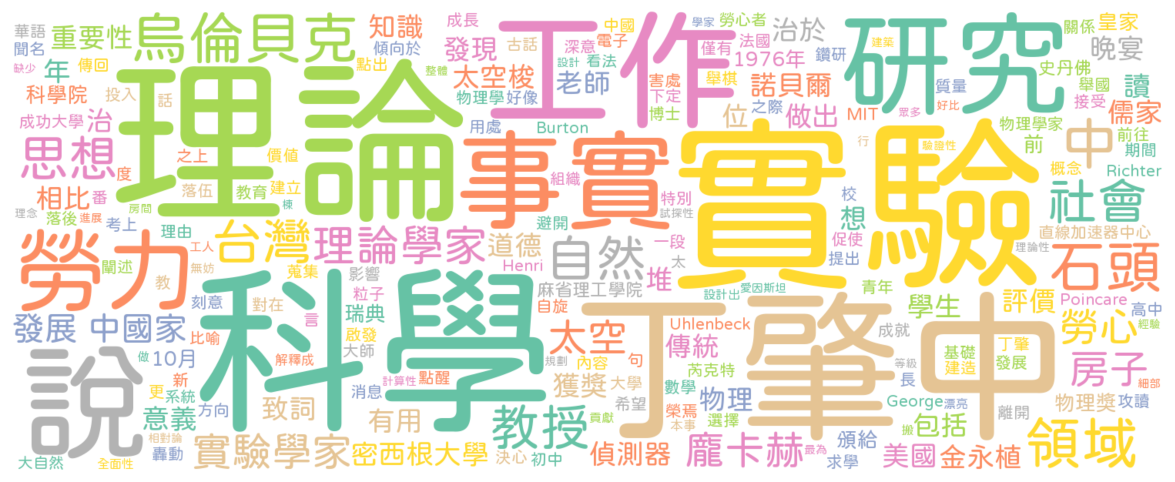 華語 成長 中國 學家 勞心者 關係 皇家
聞名 重要性 烏倫貝克 知識 工作 研究 治於 晚宴
缺少 年 傳回 點出 傾向於 發現 古話 深意 電子 法國 鑽研 建築
僅有 1976年 史丹佛
設計 看法 整體
科學院 投入 話 理論 太空梭 老師 害處 舉棋 諾貝爾 質量 舉國 讀
物理學 好像 下定 博士 之際 眾多 好比 接受 儒家
成功大學 治 用處 Burton 位 做出 MIT 物理學家 前往
思想 度 之上 價值 事實 實驗 行 驗證性 前 中 期間
概念 Richter
相比 番 落伍 教育 建立 組織 特別 校 想 社會
理念 落後 進展 房間 考上 棟 避開 試探性 促使 直線加速器中心
勞力 理由 台灣 理論學家 道德 自然 一段 提出 理論性 石頭
工人 闡述 教 無妨 蒐集 影響 Henri 麻省理工學院 堆 太 青年
刻意 對在 粒子 言 瑞典 自旋 設計出 愛因斯坦 學生 評價 Poincare 高中
發展 中國家 科學 啟發 太空 Uhlenbeck 丁肇中 成就 勞心 經驗
說 做 10月 比喻 解釋成 大師 句 規劃 傳統 基礎 丁肇 房子
新 計算性 點醒 內容 芮克特 等級 建造 發展 細部
更 系統 消息 獲獎 大學 數學 物理 長 物理獎 攻讀
意義 方向 致詞 有用 教授 希望 榮焉 選擇 George 漂亮 離開
貢獻 本事 包括 領域
相對論 實驗學家 密西根大學 決心 初中 偵測器 龐卡赫 搬 頒給 美國 金永植
大自然 全面性 轟動 最為 求學